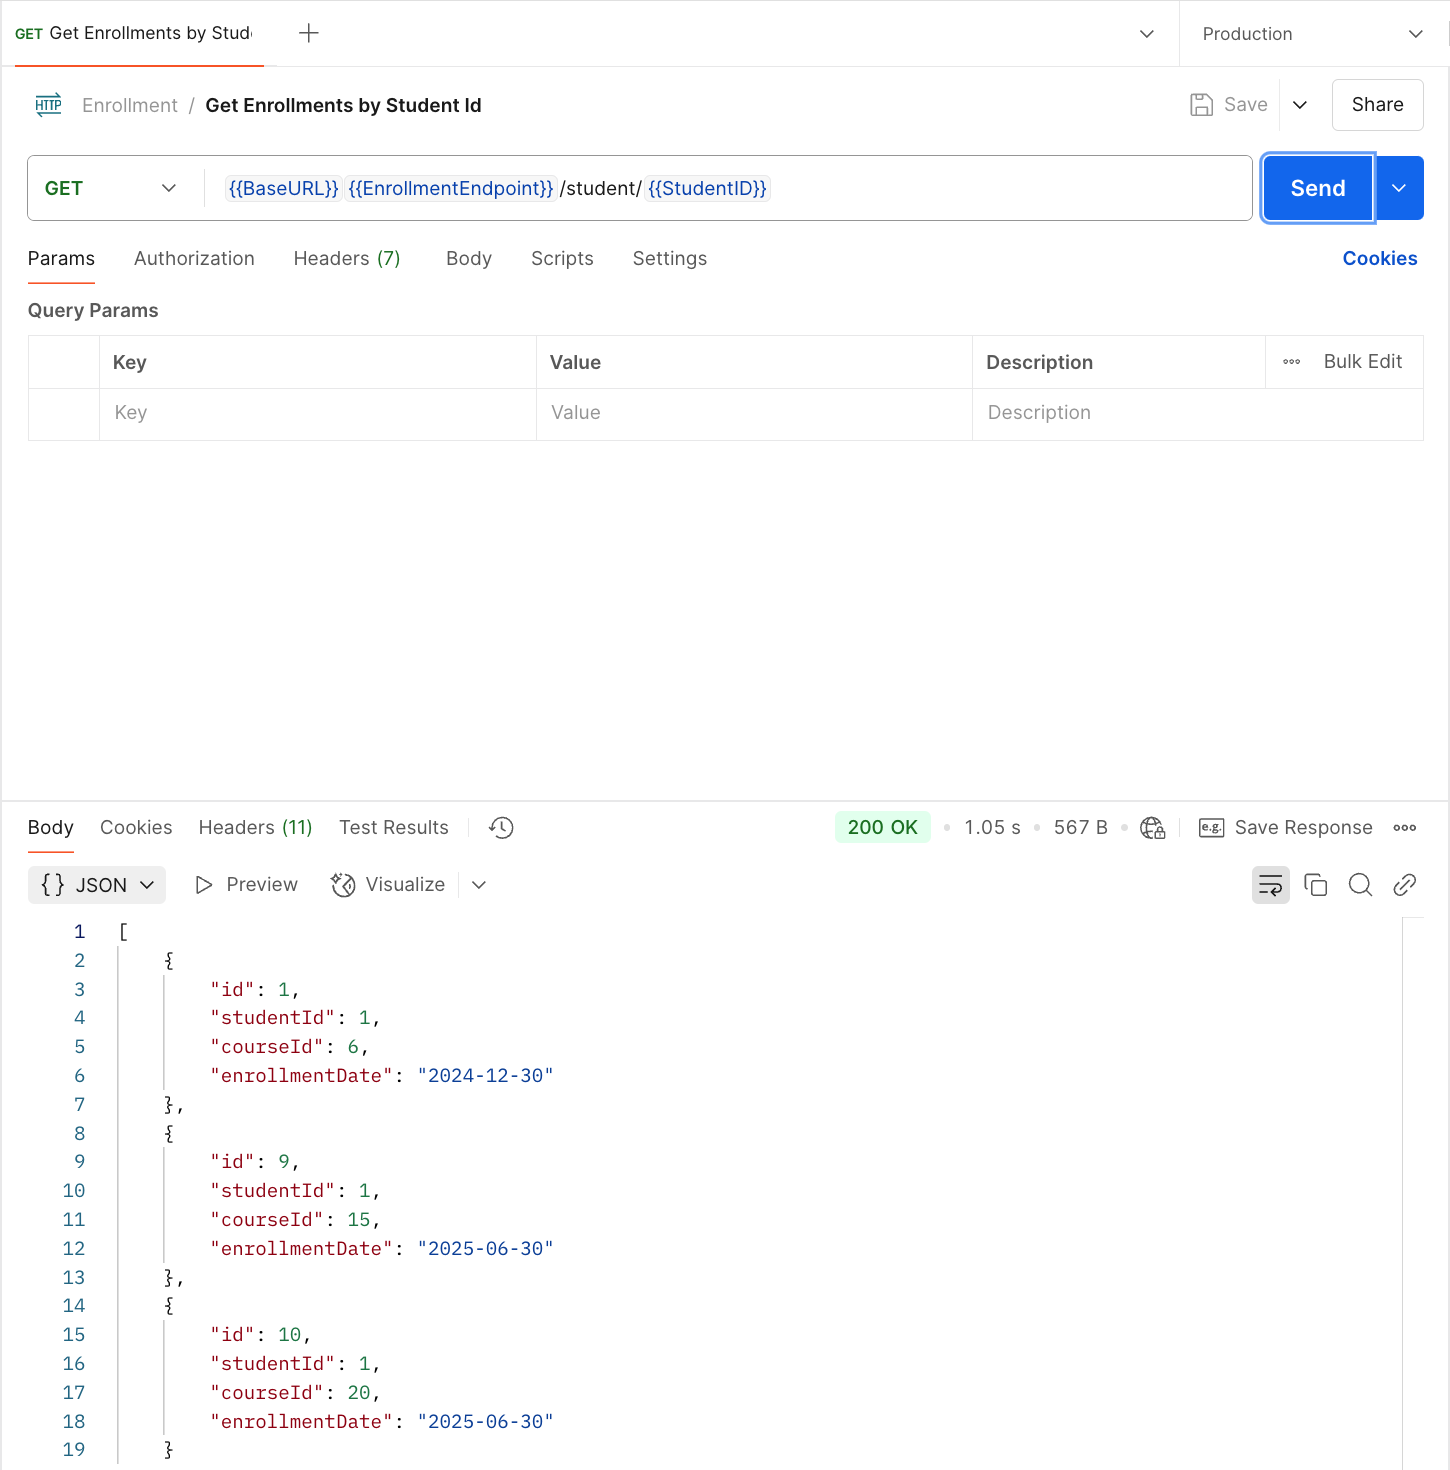 GET Get Enrollments by Stud
Production
HTTP Enrollment / Get Enrollments by Student Id
Save
Share
GET
{{BaseURL}} {{EnrollmentEndpoint}} /student/ {{StudentID}}
Send
Params Authorization Headers (7) Body Scripts Settings Cookies
Query Params
Key Value Description Bulk Edit
Key Value Description
Body Cookies Headers (11) Test Results 200 OK 1.05 s 567 B e.g. Save Response
{} JSON Preview Visualize
1 [
2 {
3 "id": 1,
4 "studentId": 1,
5 "courseId": 6,
6 "enrollmentDate": "2024-12-30"
7 },
8 {
9 "id": 9,
10 "studentId": 1,
11 "courseId": 15,
12 "enrollmentDate": "2025-06-30"
13 },
14 {
15 "id": 10,
16 "studentId": 1,
17 "courseId": 20,
18 "enrollmentDate": "2025-06-30"
19 }